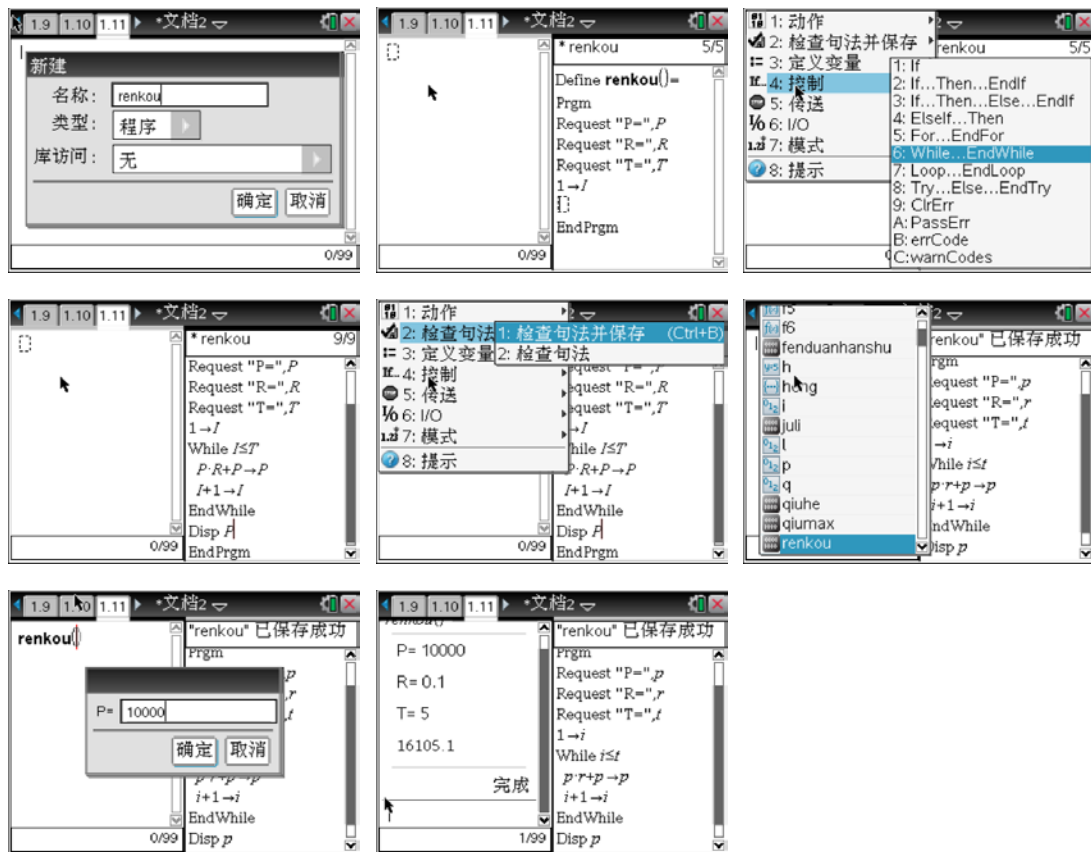 1.9 1.10 1.11 *文档2
新建
名称: renkou
类型: 程序
库访问: 无
确定 取消
0/99
1.9 1.10 1.11 *文档2
* renkou 5/5
Define renkou()=
Prgm
Request "P=",P
Request "R=",R
Request "T=",T
1→I
EndPrgm
0/99
1: 动作
2: 检查句法并保存
3: 定义变量
4: 控制
5: 传送
6: I/O
7: 模式
8: 提示
renkou 5/5
1: If
2: If...Then...EndIf
3: If...Then...Else...EndIf
4: ElseIf...Then
5: For...EndFor
6: While...EndWhile
7: Loop...EndLoop
8: Try...Else...EndTry
9: ClrErr
A: PassErr
B: errCode
C: warnCodes
1.9 1.10 1.11 *文档2
* renkou 9/9
Request "P=",P
Request "R=",R
Request "T=",T
1→I
While I≤T
P·R+P→P
I+1→I
EndWhile
Disp P
EndPrgm
0/99
1: 动作
2: 检查句法
3: 定义变量
4: 控制
5: 传送
6: I/O
7: 模式
8: 提示
1: 检查句法并保存 (Ctrl+B)
2: 检查句法
"R=",R
"T=",T
While I≤T
P·R+P→P
I+1→I
EndWhile
Disp P
EndPrgm
0/99
f6
fenduanhanshu
h
i
juli
l
p
q
qiuhe
qiumax
renkou
renkou" 已保存成功
"P=",p
"R=",r
"T=",t
→i
i≤t
p·r+p→p
i+1→i
p
1.9 1.10 1.11 *文档2
renkou()
"renkou" 已保存成功
Prgm
P= 10000
确定 取消
p·r+p→p
i+1→i
EndWhile
0/99 Disp p
1.9 1.10 1.11 *文档2
renkou()
P= 10000
R= 0.1
T= 5
16105.1
完成
1/99
"renkou" 已保存成功
Prgm
Request "P=",p
Request "R=",r
Request "T=",t
1→i
While i≤t
p·r+p→p
i+1→i
EndWhile
Disp p